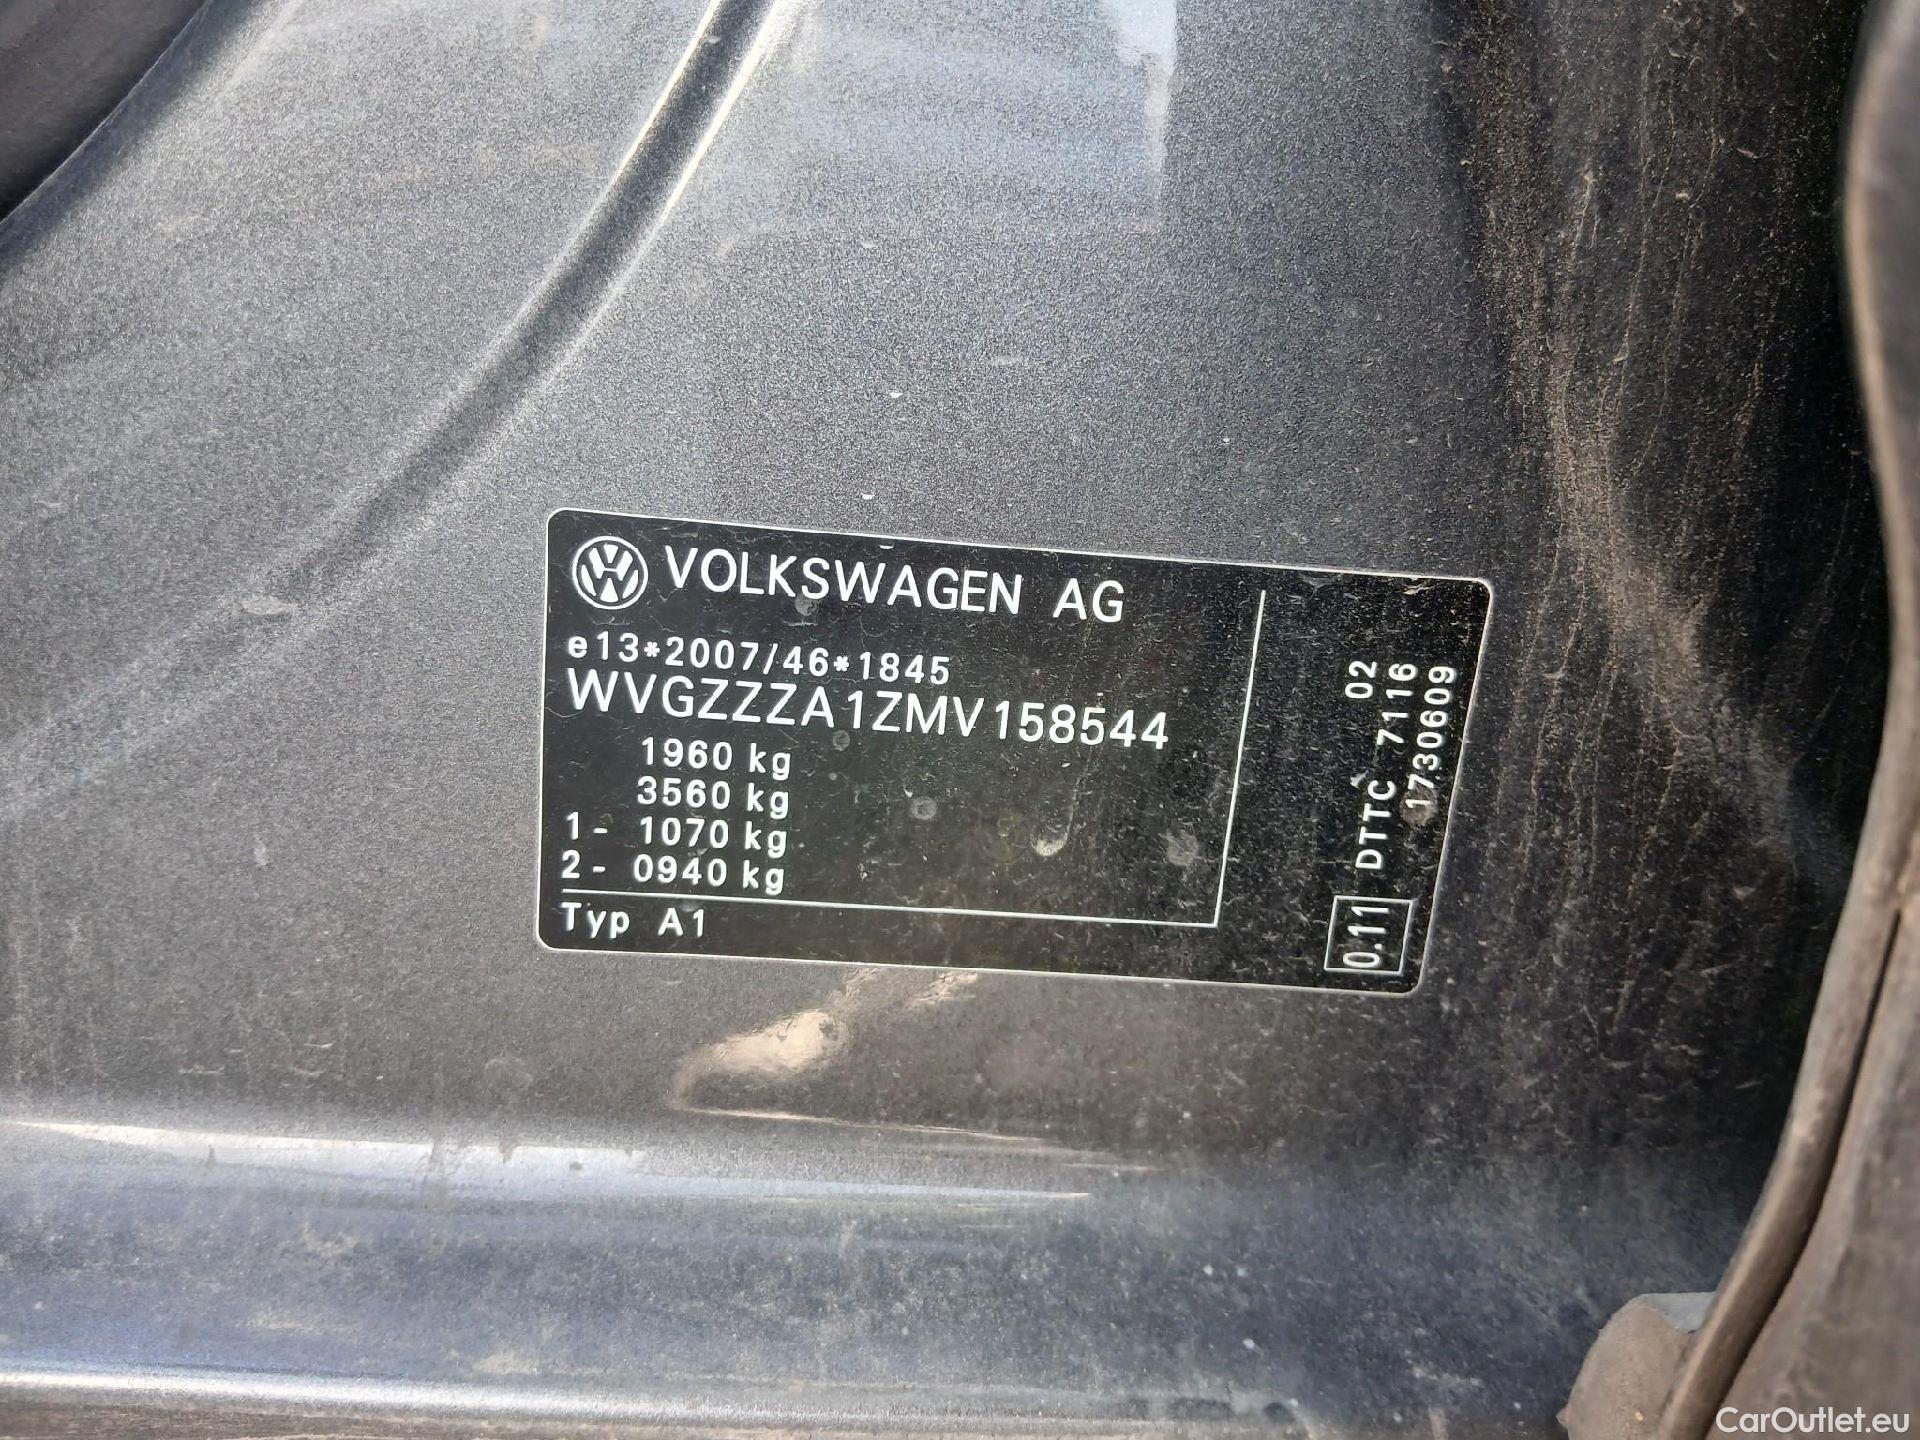 VOLKSWAGEN AG
e13*2007/46*1845
WVGZZZA1ZMV158544
1960 kg
3560 kg
1- 1070 kg
2- 0940 kg
Typ A1
0.11 DTTC 02
7116
1730609
CarOutlet.eu